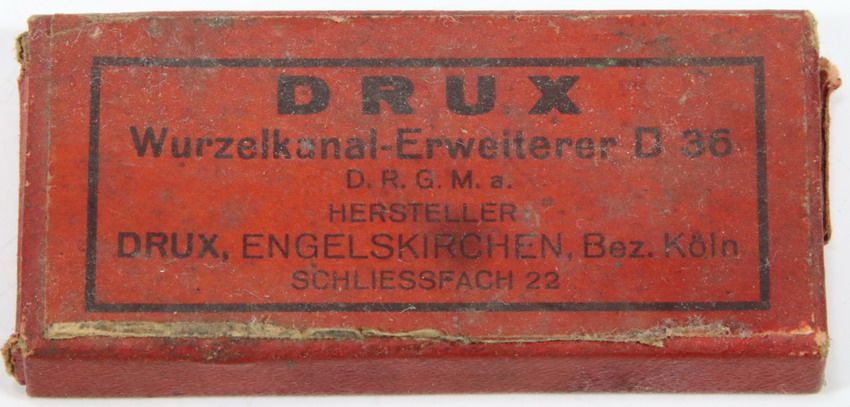 DRUX
Wurzelkanal-Erweiterer D 36
D. R. G. M. a.
HERSTELLER:
DRUX, ENGELSKIRCHEN, Bez. Köln
SCHLIESSFACH 22